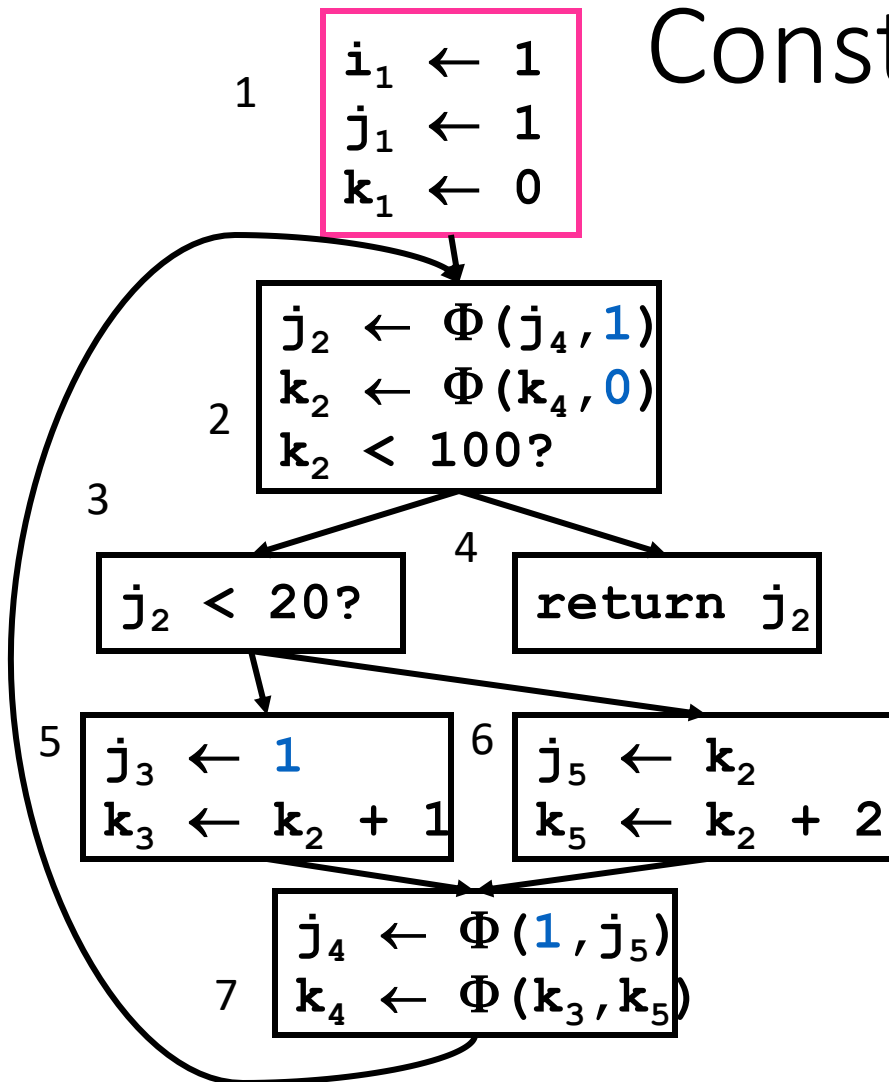 Const
1
i₁ ← 1
j₁ ← 1
k₁ ← 0
2
j₂ ← Φ(j₄,1)
k₂ ← Φ(k₄,0)
k₂ < 100?
3
j₂ < 20?
4
return j₂
5
j₃ ← 1
k₃ ← k₂ + 1
6
j₅ ← k₂
k₅ ← k₂ + 2
7
j₄ ← Φ(1,j₅)
k₄ ← Φ(k₃,k₅)